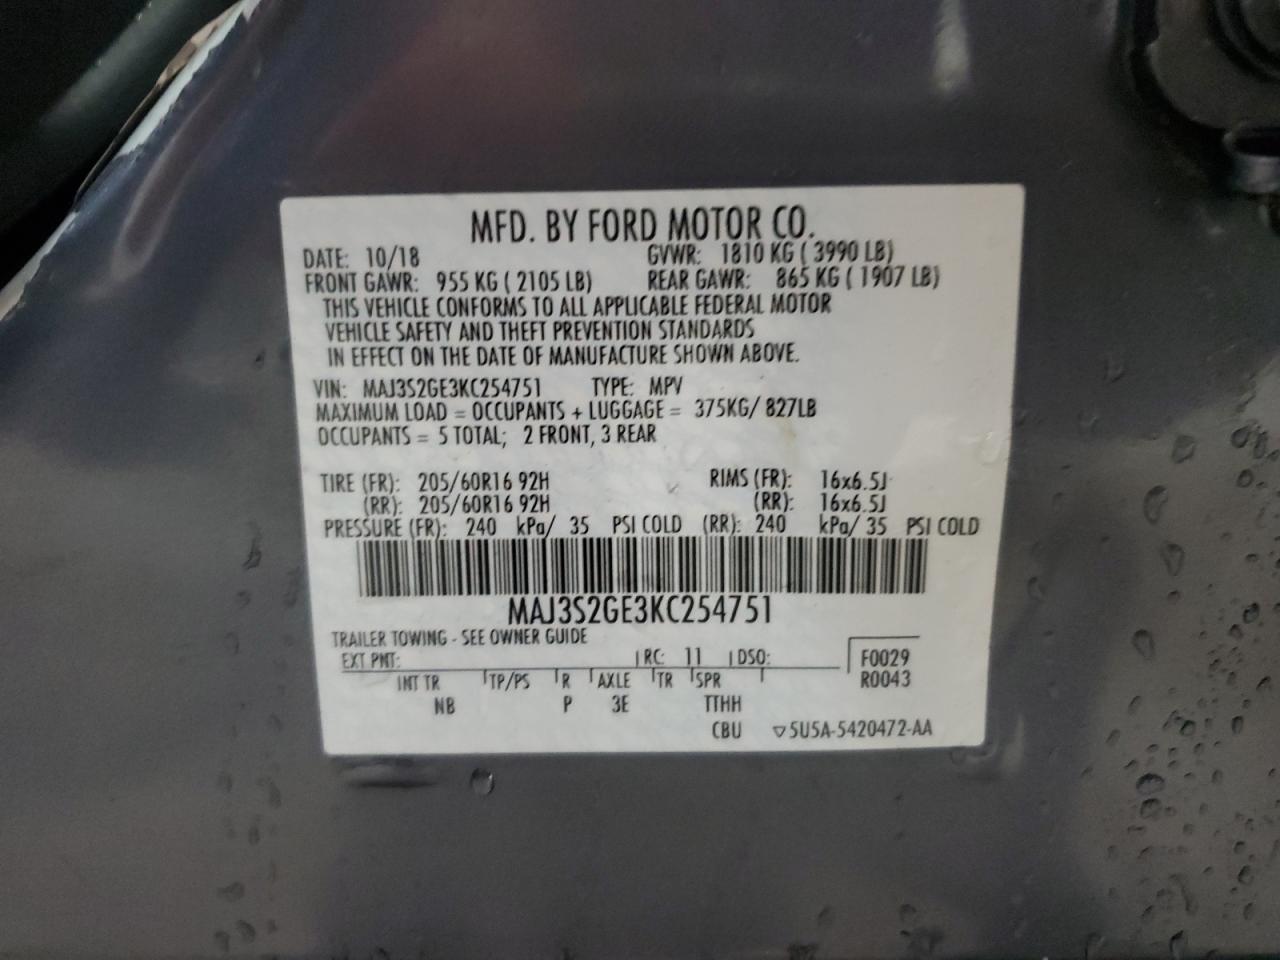 MFD. BY FORD MOTOR CO.
DATE: 10/18 GVWR: 1810 KG ( 3990 LB)
FRONT GAWR: 955 KG ( 2105 LB) REAR GAWR: 865 KG ( 1907 LB)
THIS VEHICLE CONFORMS TO ALL APPLICABLE FEDERAL MOTOR
VEHICLE SAFETY AND THEFT PREVENTION STANDARDS
IN EFFECT ON THE DATE OF MANUFACTURE SHOWN ABOVE.
VIN: MAJ3S2GE3KC254751 TYPE: MPV
MAXIMUM LOAD = OCCUPANTS + LUGGAGE = 375KG/ 827LB
OCCUPANTS = 5 TOTAL; 2 FRONT, 3 REAR
TIRE (FR): 205/60R16 92H RIMS (FR): 16x6.5J
(RR): 205/60R16 92H (RR): 16x6.5J
PRESSURE (FR): 240 kPa/ 35 PSI COLD (RR): 240 kPa/ 35 PSI COLD
MAJ3S2GE3KC254751
TRAILER TOWING - SEE OWNER GUIDE
EXT PNT: RC: 11 DSO: F0029
INT TR TP/PS R AXLE TR SPR R0043
NB P 3E TTHH
CBU ▽5U5A-5420472-AA